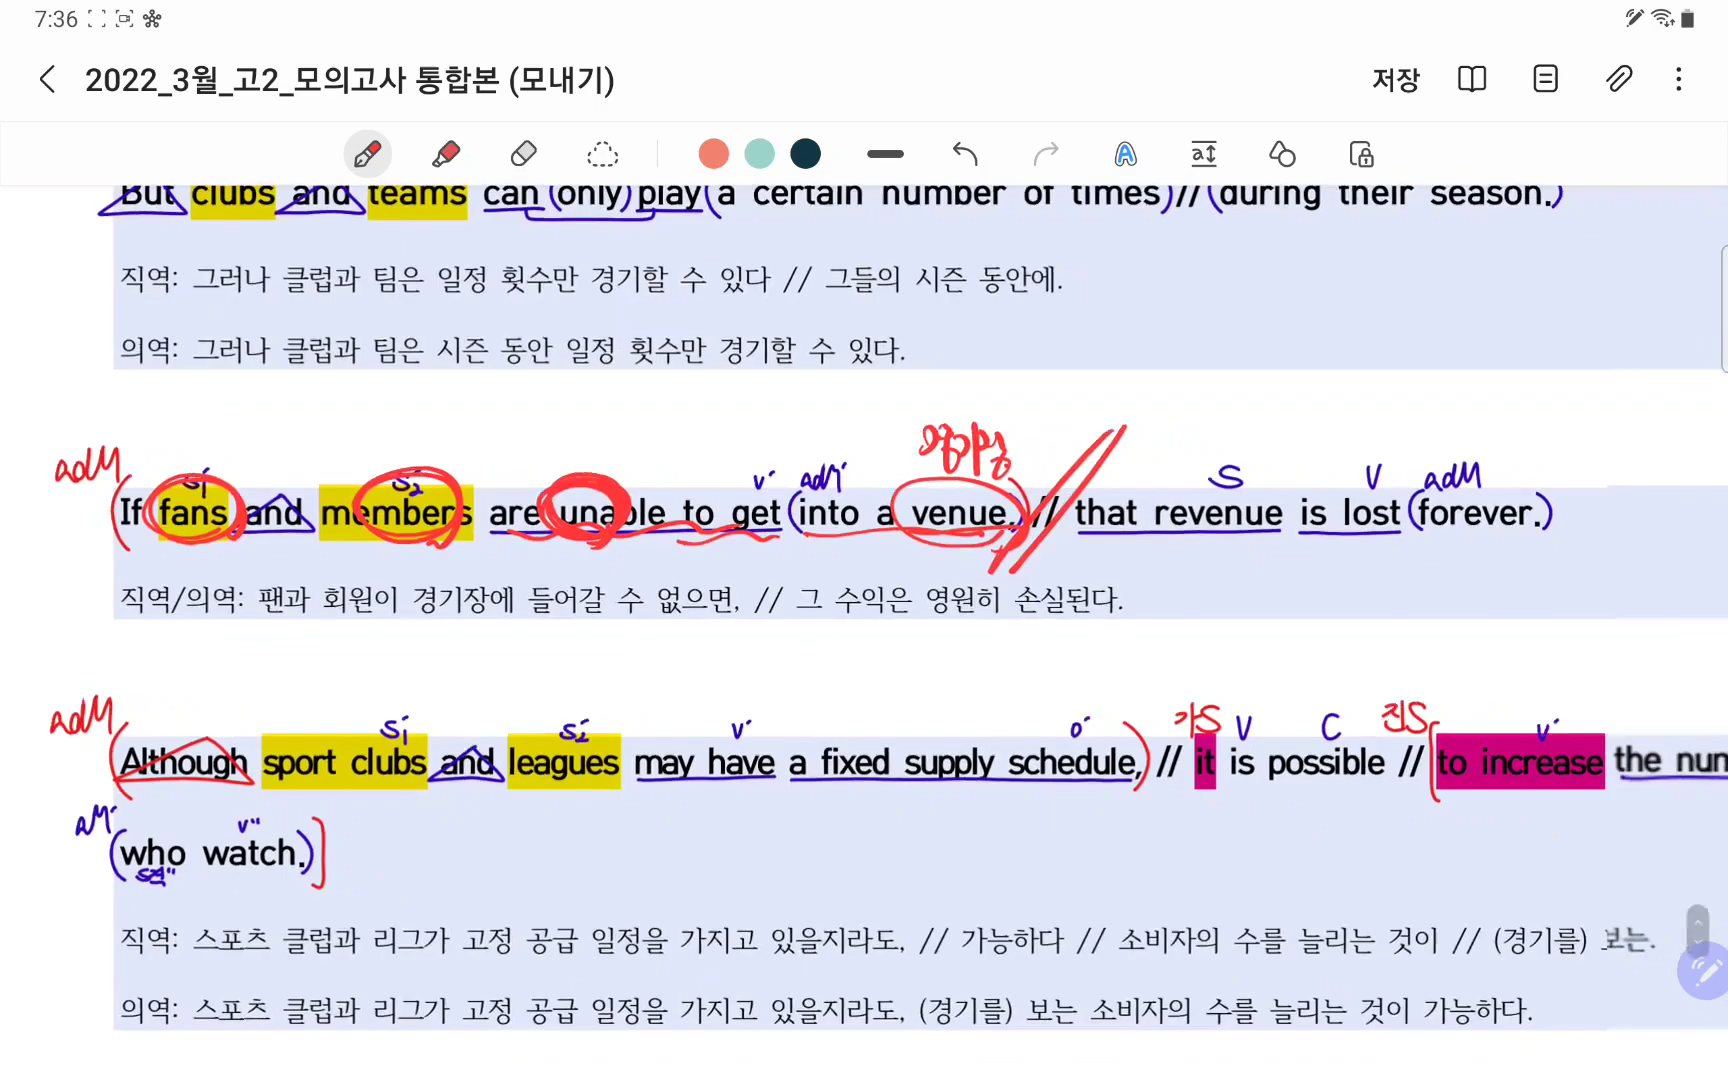 7:36
2022_3월_고2_모의고사 통합본 (모내기)
저장
But clubs and teams can (only) play (a certain number of times) // (during their season.)
직역: 그러나 클럽과 팀은 일정 횟수만 경기할 수 있다 // 그들의 시즌 동안에.
의역: 그러나 클럽과 팀은 시즌 동안 일정 횟수만 경기할 수 있다.
경기장
adM S1' S2' V' adM' S V adM
(If fans and members are unable to get (into a venue,) // that revenue is lost (forever.)
직역/의역: 팬과 회원이 경기장에 들어갈 수 없으면, // 그 수익은 영원히 손실된다.
adM S1' S2' V' O' 가S V C 진S V'
(Although sport clubs and leagues may have a fixed supply schedule,) // it is possible // [to increase the num
aM' V"
(who watch.)]
직역: 스포츠 클럽과 리그가 고정 공급 일정을 가지고 있을지라도, // 가능하다 // 소비자의 수를 늘리는 것이 // (경기를) 보는.
의역: 스포츠 클럽과 리그가 고정 공급 일정을 가지고 있을지라도, (경기를) 보는 소비자의 수를 늘리는 것이 가능하다.